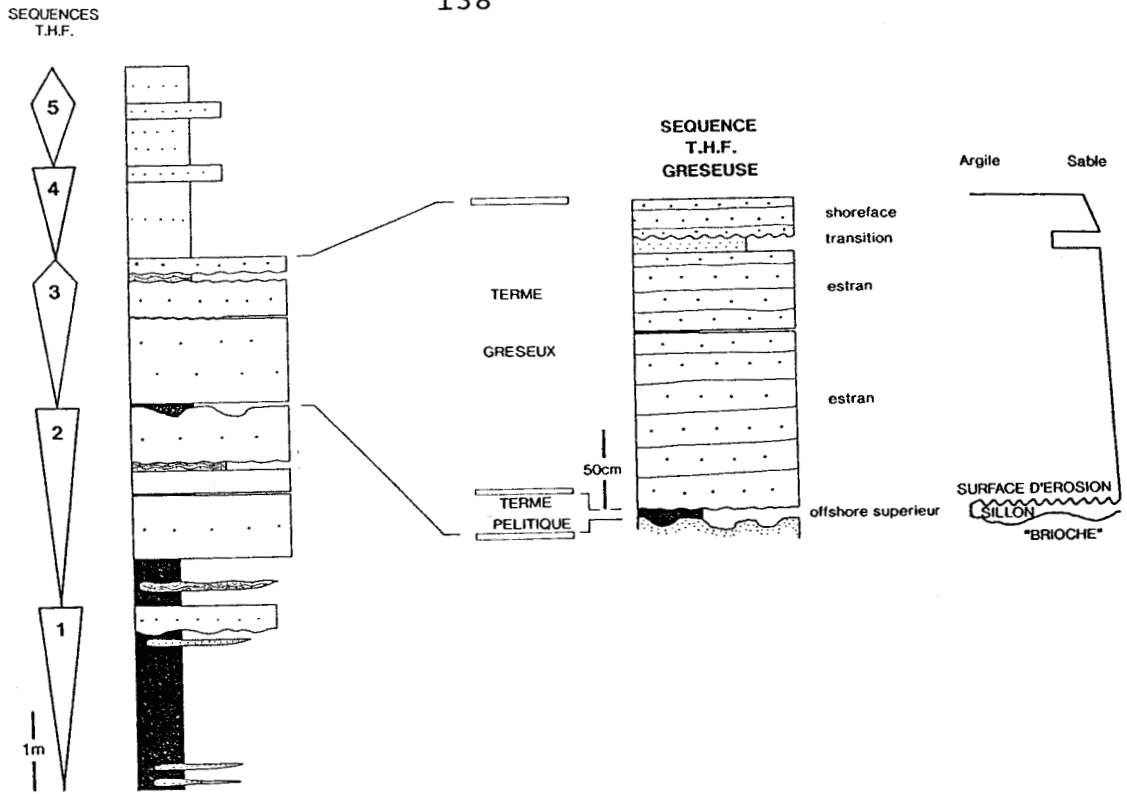 138
SEQUENCES
T.H.F.
5
4
3
2
1
1m
TERME
GRESEUX
50cm
TERME
PELITIQUE
SEQUENCE
T.H.F.
GRESEUSE
shoreface
transition
estran
estran
offshore superieur
Argile Sable
SURFACE D'EROSION
SILLON
"BRIOCHE"